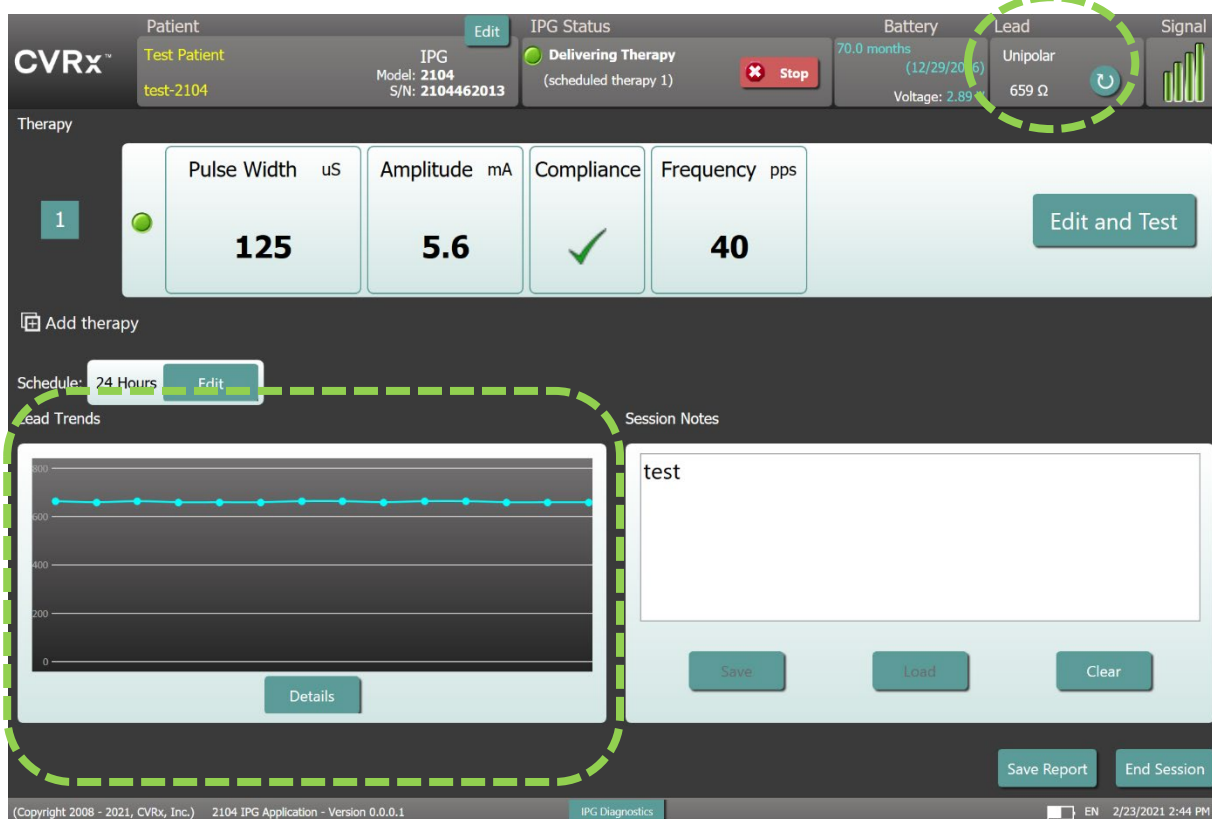 Patient
Edit
IPG Status
Battery
Lead
Signal
CVRx™
Test Patient
test-2104
IPG
Model: 2104
S/N: 2104462013
Delivering Therapy
(scheduled therapy 1)
Stop
70.0 months
Voltage: 2.89
Unipolar
659 Ω
Therapy
1
Pulse Width uS
125
Amplitude mA
5.6
Compliance
Frequency pps
40
Edit and Test
Add therapy
Schedule: 24 Hours Edit
Lead Trends
800
600
400
200
0
Details
Session Notes
test
Save
Load
Clear
Save Report
End Session
(Copyright 2008 - 2021, CVRx, Inc.) 2104 IPG Application - Version 0.0.0.1
IPG Diagnostics
EN 2/23/2021 2:44 PM